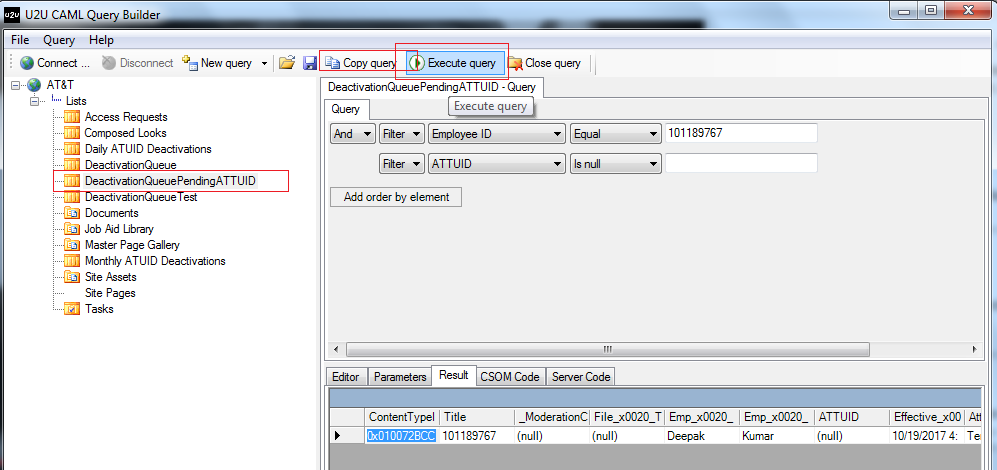 U2U CAML Query Builder
File Query Help
Connect ... Disconnect New query Copy query Execute query Close query
AT&T
Lists
Access Requests
Composed Looks
Daily ATUID Deactivations
DeactivationQueue
DeactivationQueuePendingATTUID
DeactivationQueueTest
Documents
Job Aid Library
Master Page Gallery
Monthly ATUID Deactivations
Site Assets
Site Pages
Tasks
DeactivationQueuePendingATTUID - Query
Execute query
Query
And Filter Employee ID Equal 101189767
Filter ATTUID Is null
Add order by element
Editor Parameters Result CSOM Code Server Code
ContentTypeI Title _ModerationC File_x0020_T Emp_x0020_ Emp_x0020_ ATTUID Effective_x00 Att
0x010072BCC 101189767 (null) (null) Deepak Kumar (null) 10/19/2017 4: Te